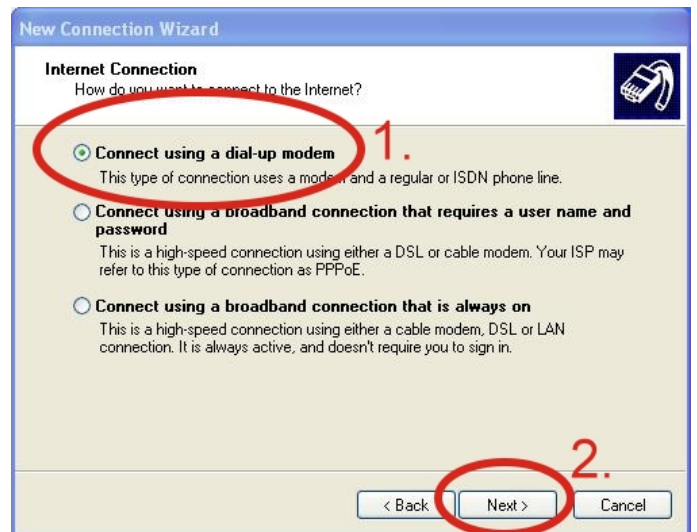 New Connection Wizard
Internet Connection
How do you want to connect to the Internet?
Connect using a dial-up modem
1.
This type of connection uses a modem and a regular or ISDN phone line.
Connect using a broadband connection that requires a user name and
password
This is a high-speed connection using either a DSL or cable modem. Your ISP may
refer to this type of connection as PPPoE.
Connect using a broadband connection that is always on
This is a high-speed connection using either a cable modem, DSL or LAN
connection. It is always active, and doesn't require you to sign in.
2.
< Back
Next >
Cancel